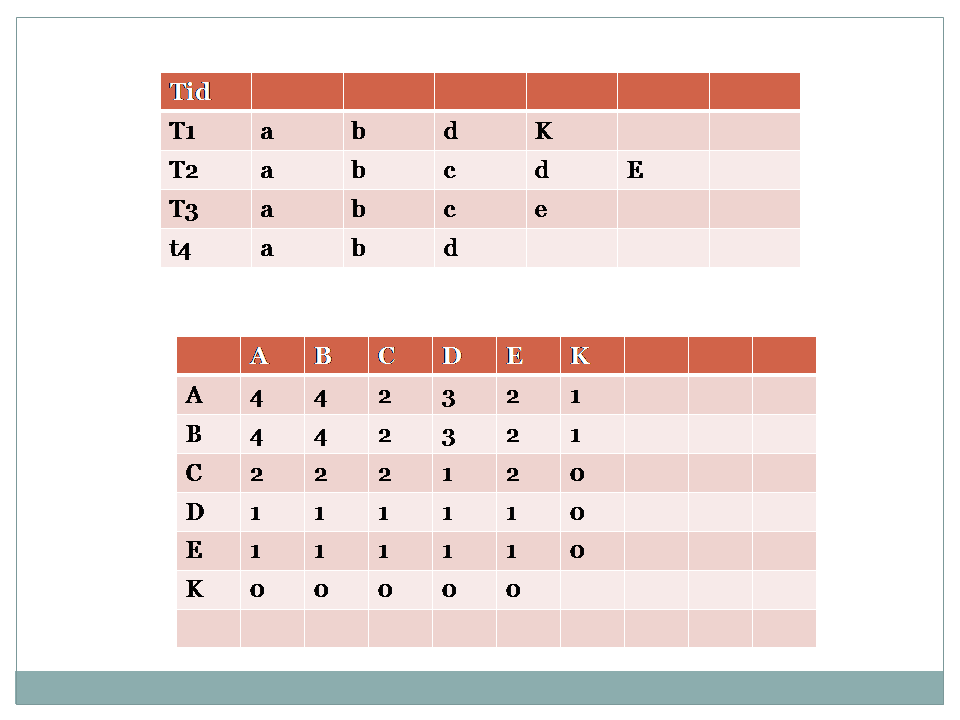 Tid
T1 a b d K
T2 a b c d E
T3 a b c e
t4 a b d
A B C D E K
A 4 4 2 3 2 1
B 4 4 2 3 2 1
C 2 2 2 1 2 0
D 1 1 1 1 1 0
E 1 1 1 1 1 0
K 0 0 0 0 0